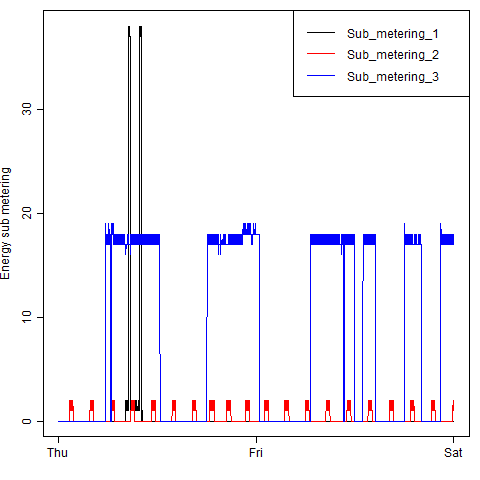 Sub_metering_1
Sub_metering_2
Sub_metering_3
Energy sub metering
30
20
10
0
Thu
Fri
Sat